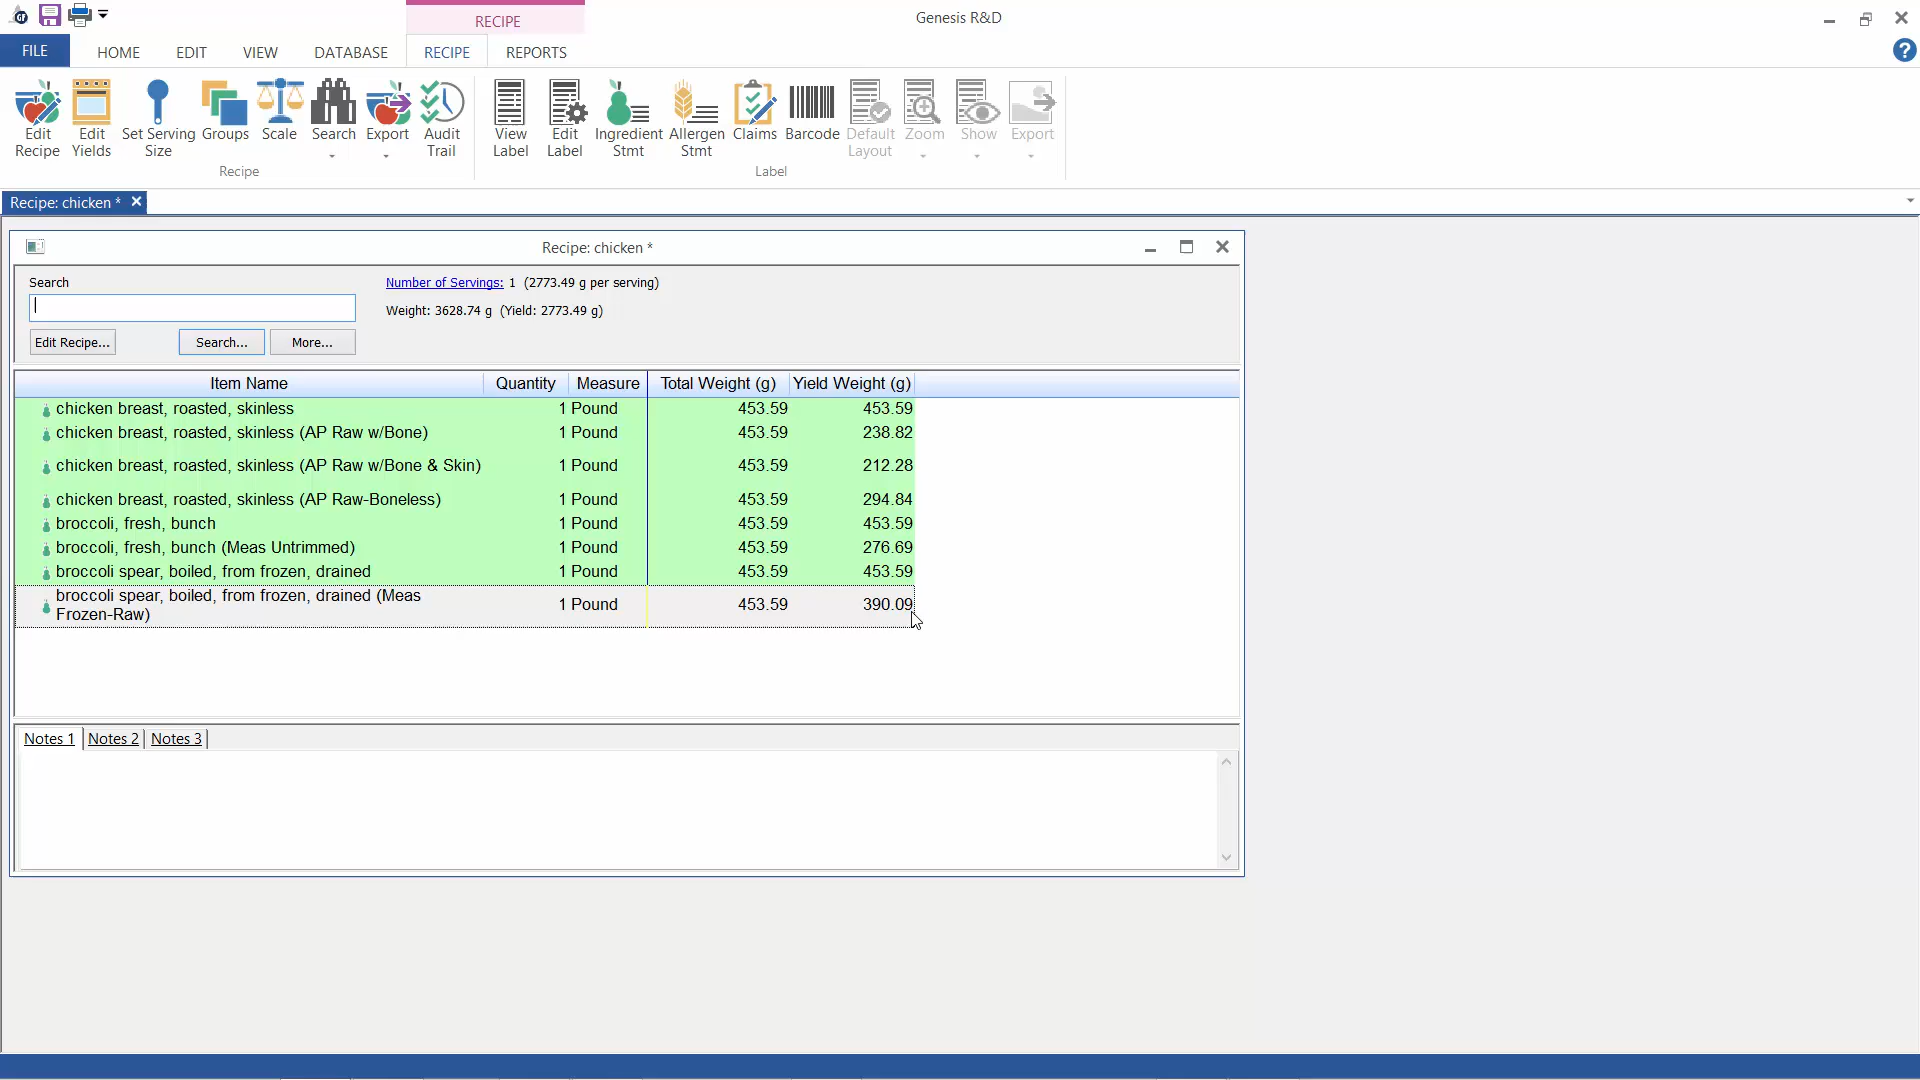 GF
RECIPE
Genesis R&D
FILE HOME EDIT VIEW DATABASE RECIPE REPORTS
?
Edit Recipe
Edit Yields
Set Serving Size
Groups
Scale
Search
Export
Audit Trail
View Label
Edit Label
Ingredient Stmt
Allergen Stmt
Claims
Barcode
Default Layout
Zoom
Show
Export
Recipe
Label
Recipe: chicken *
Recipe: chicken *
Search
Number of Servings: 1 (2773.49 g per serving)
Weight: 3628.74 g (Yield: 2773.49 g)
Edit Recipe... Search... More...
Item Name Quantity Measure Total Weight (g) Yield Weight (g)
chicken breast, roasted, skinless 1 Pound 453.59 453.59
chicken breast, roasted, skinless (AP Raw w/Bone) 1 Pound 453.59 238.82
chicken breast, roasted, skinless (AP Raw w/Bone & Skin) 1 Pound 453.59 212.28
chicken breast, roasted, skinless (AP Raw-Boneless) 1 Pound 453.59 294.84
broccoli, fresh, bunch 1 Pound 453.59 453.59
broccoli, fresh, bunch (Meas Untrimmed) 1 Pound 453.59 276.69
broccoli spear, boiled, from frozen, drained 1 Pound 453.59 453.59
broccoli spear, boiled, from frozen, drained (Meas
Frozen-Raw) 1 Pound 453.59 390.09
Notes 1 Notes 2 Notes 3